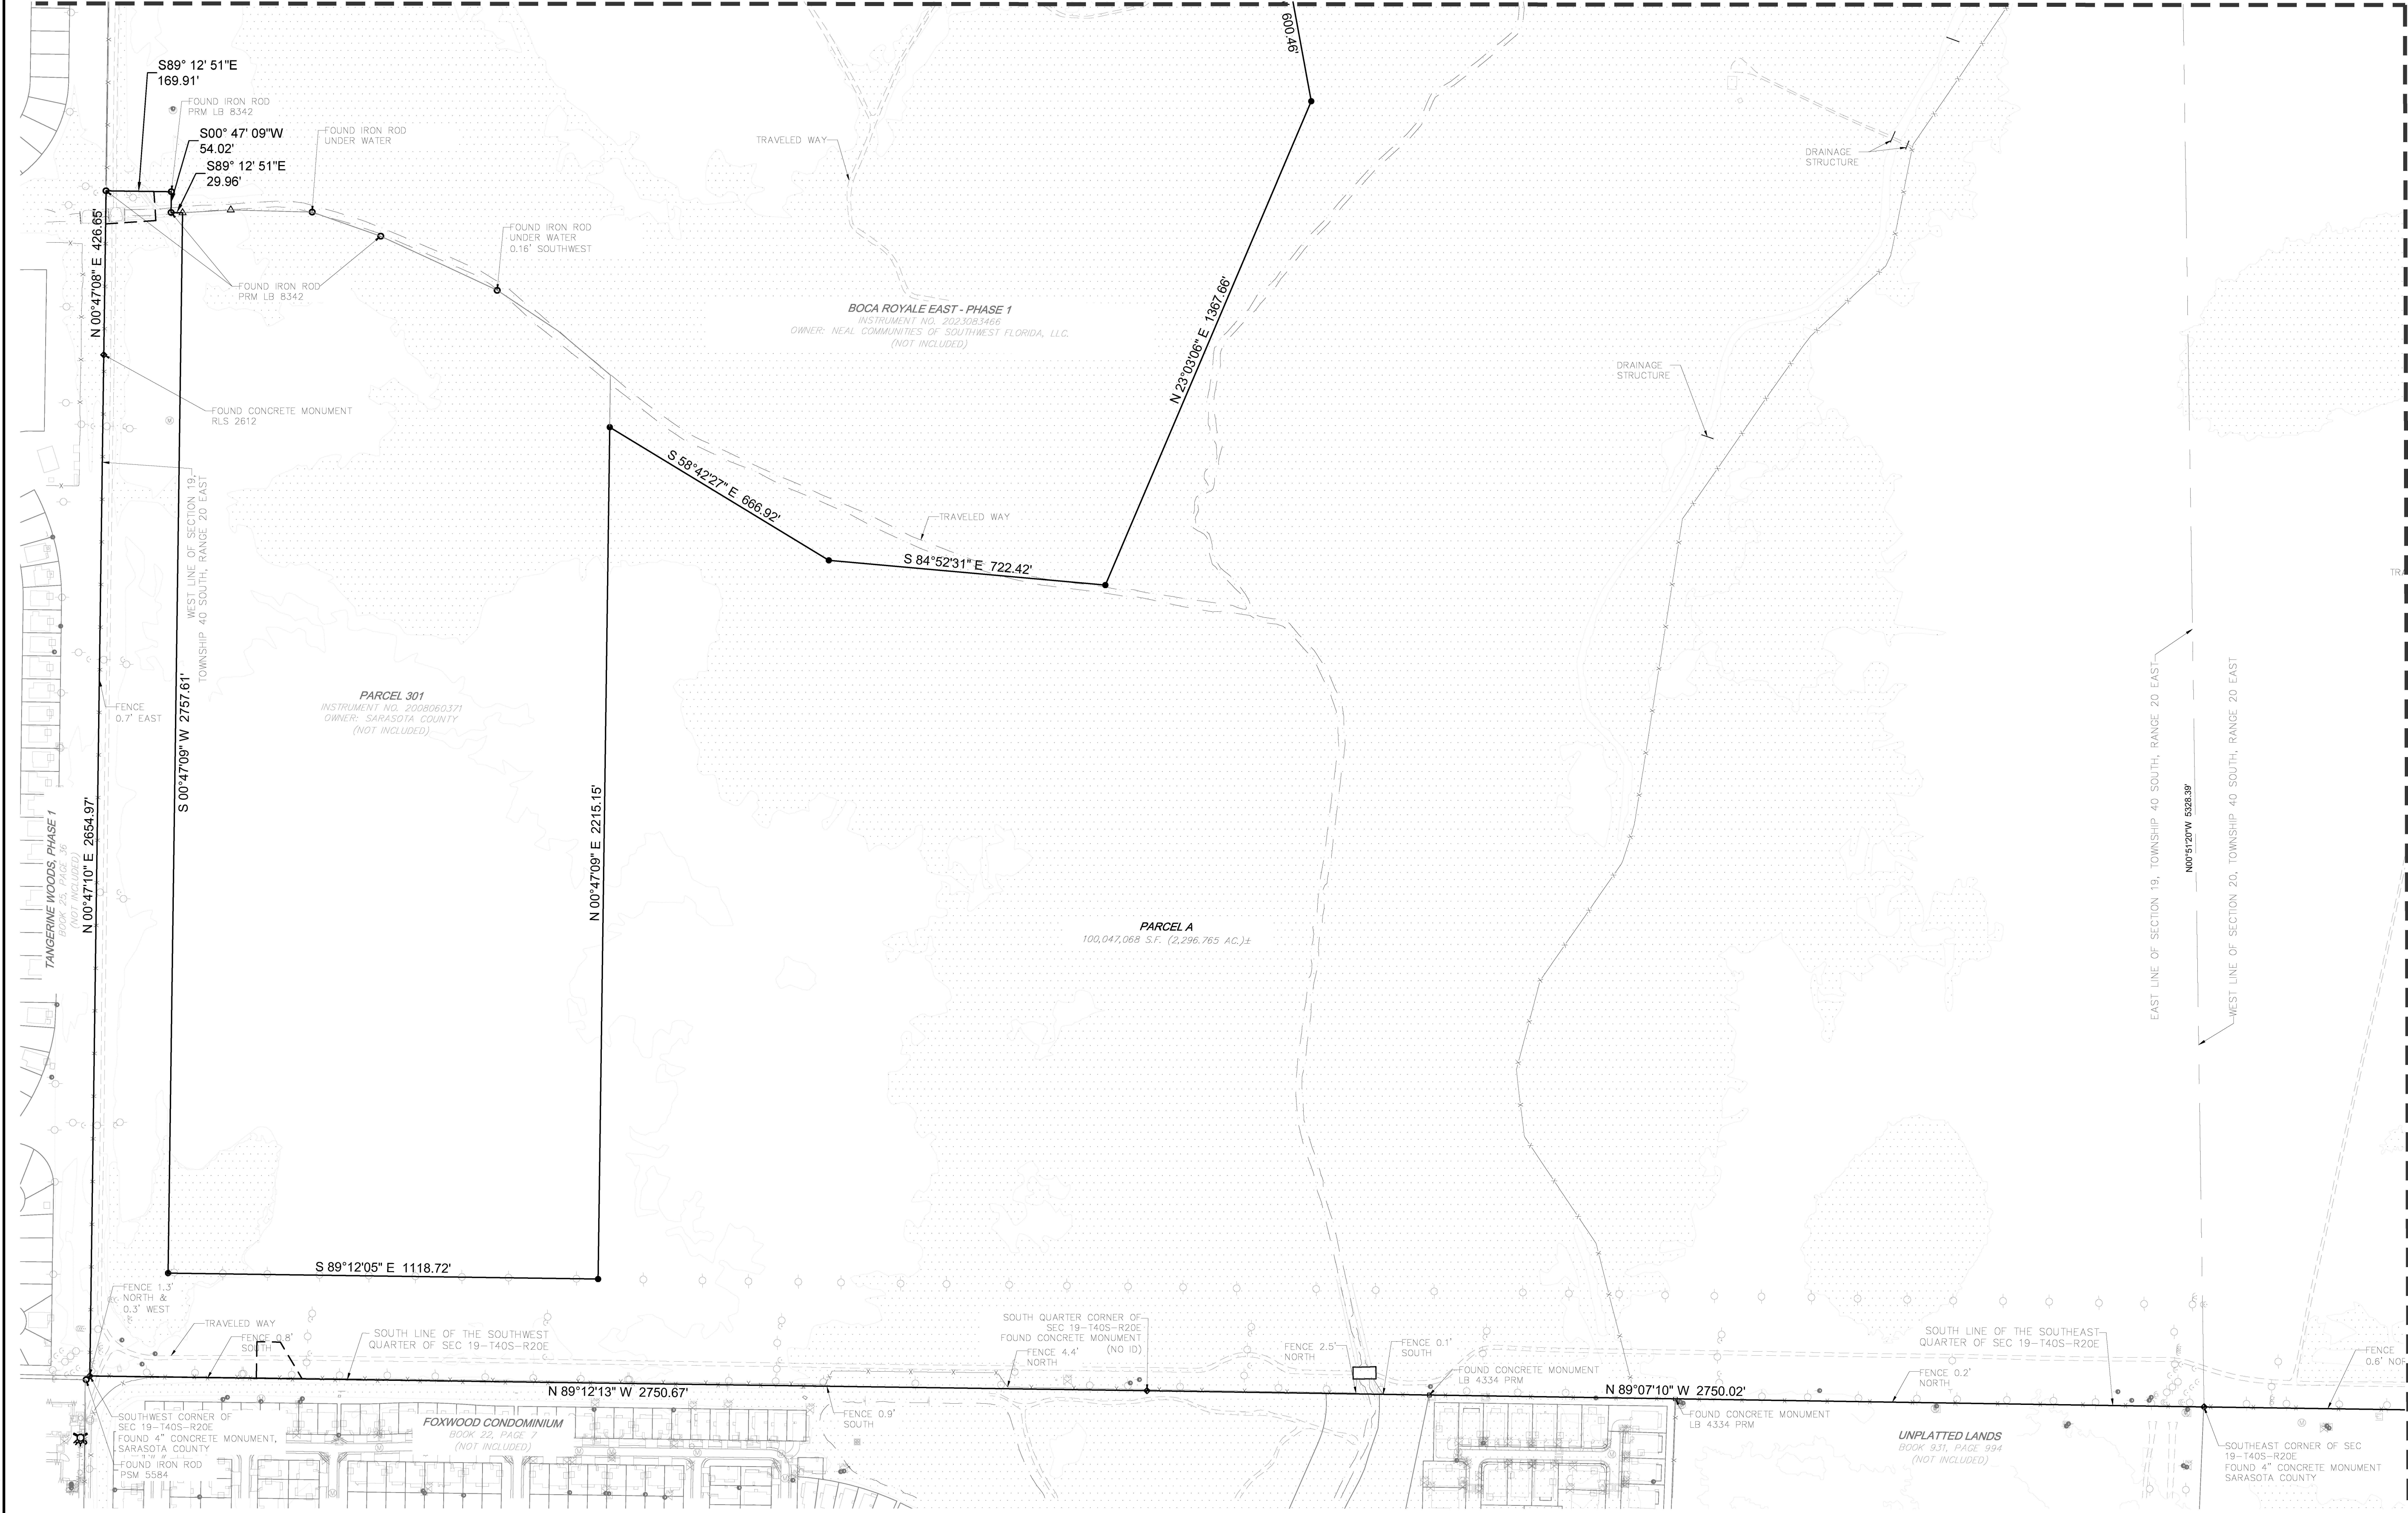 600.46'
S89° 12' 51"E
169.91'
FOUND IRON ROD
PRM LB 8342
S00° 47' 09"W
54.02'
S89° 12' 51"E
29.96'
FOUND IRON ROD
UNDER WATER
TRAVELED WAY
DRAINAGE
STRUCTURE
N 00°47'08" E 426.65'
FOUND IRON ROD
UNDER WATER
0.16' SOUTHWEST
FOUND IRON ROD
PRM LB 8342
BOCA ROYALE EAST - PHASE 1
INSTRUMENT NO. 2023083466
OWNER: NEAL COMMUNITIES OF SOUTHWEST FLORIDA, LLC.
(NOT INCLUDED)
N 23°03'06" E 1367.66'
DRAINAGE
STRUCTURE
FOUND CONCRETE MONUMENT
RLS 2612
WEST LINE OF SECTION 19,
TOWNSHIP 40 SOUTH, RANGE 20 EAST
S 58°42'27" E 666.92'
TRAVELED WAY
S 84°52'31" E 722.42'
TRA
PARCEL 301
INSTRUMENT NO. 2008060371
OWNER: SARASOTA COUNTY
(NOT INCLUDED)
FENCE
0.7' EAST
S 00°47'09" W 2757.61'
TANGERINE WOODS, PHASE 1
BOOK 25, PAGE 36
(NOT INCLUDED)
N 00°47'10" E 2654.97'
N 00°47'09" E 2215.15'
PARCEL A
100,047,068 S.F. (2,296.765 AC.)±
EAST LINE OF SECTION 19, TOWNSHIP 40 SOUTH, RANGE 20 EAST
N00°51'20"W 5328.39'
WEST LINE OF SECTION 20, TOWNSHIP 40 SOUTH, RANGE 20 EAST
S 89°12'05" E 1118.72'
FENCE 1.3'
NORTH &
0.3' WEST
TRAVELED WAY
FENCE 0.8'
SOUTH
SOUTH LINE OF THE SOUTHWEST
QUARTER OF SEC 19-T40S-R20E
SOUTH QUARTER CORNER OF
SEC 19-T40S-R20E
FOUND CONCRETE MONUMENT
(NO ID)
FENCE 4.4'
NORTH
FENCE 2.5'
NORTH
FENCE 0.1'
SOUTH
FOUND CONCRETE MONUMENT
LB 4334 PRM
SOUTH LINE OF THE SOUTHEAST
QUARTER OF SEC 19-T40S-R20E
FENCE 0.2'
NORTH
FENCE
0.6' NOR
N 89°12'13" W 2750.67'
N 89°07'10" W 2750.02'
FENCE 0.9'
SOUTH
FOUND CONCRETE MONUMENT
LB 4334 PRM
SOUTHWEST CORNER OF
SEC 19-T40S-R20E
FOUND 4" CONCRETE MONUMENT,
SARASOTA COUNTY
FOUND IRON ROD
PSM 5584
FOXWOOD CONDOMINIUM
BOOK 22, PAGE 7
(NOT INCLUDED)
UNPLATTED LANDS
BOOK 931, PAGE 994
(NOT INCLUDED)
SOUTHEAST CORNER OF SEC
19-T40S-R20E
FOUND 4" CONCRETE MONUMENT
SARASOTA COUNTY